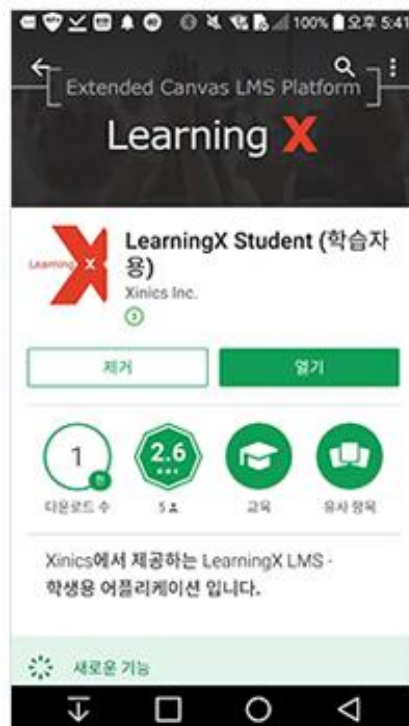 100% 오후 5:41
Extended Canvas LMS Platform
Learning X
Learning X
LearningX Student (학습자
용)
Xinics Inc.
3
제거
열기
1
천
다운로드 수
2.6
5
교육
유사 항목
Xinics에서 제공하는 LearningX LMS -
학생용 어플리케이션 입니다.
새로운 기능